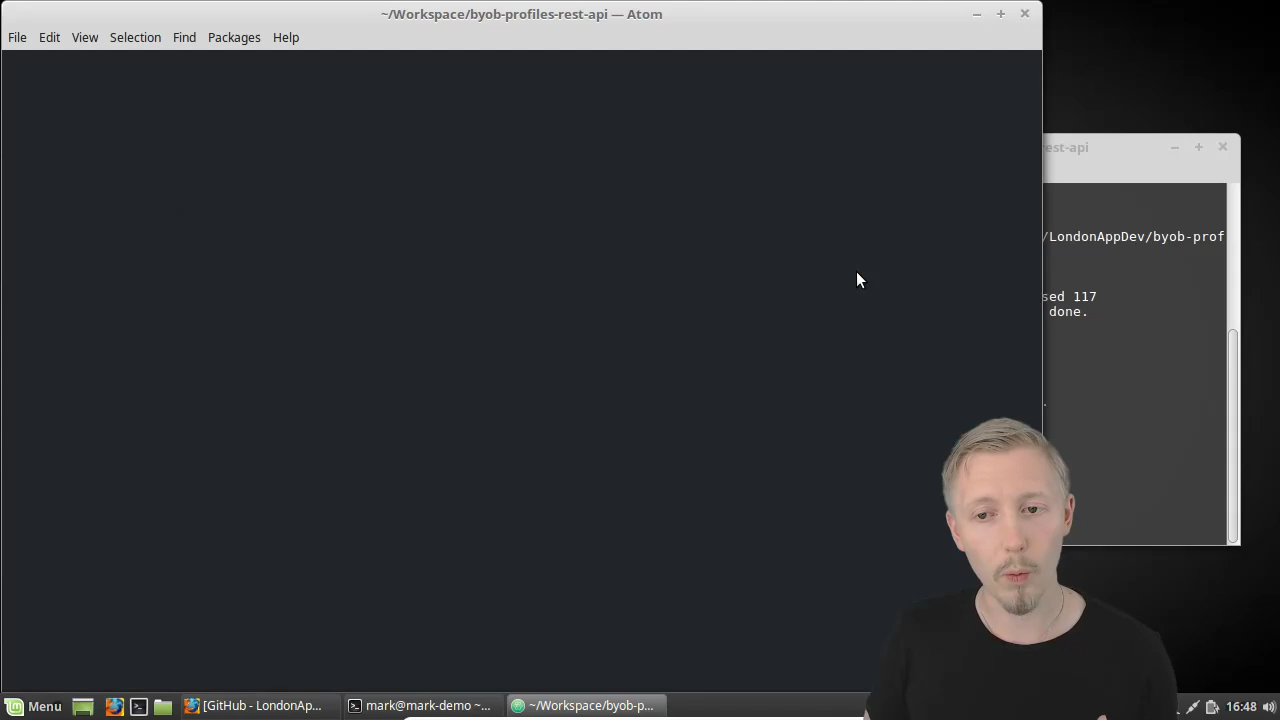 ~/Workspace/byob-profiles-rest-api — Atom
File Edit View Selection Find Packages Help
rest-api
/LondonAppDev/byob-prof
sed 117
done.
Menu
[GitHub - LondonAp...
mark@mark-demo ~...
~/Workspace/byob-p...
16:48